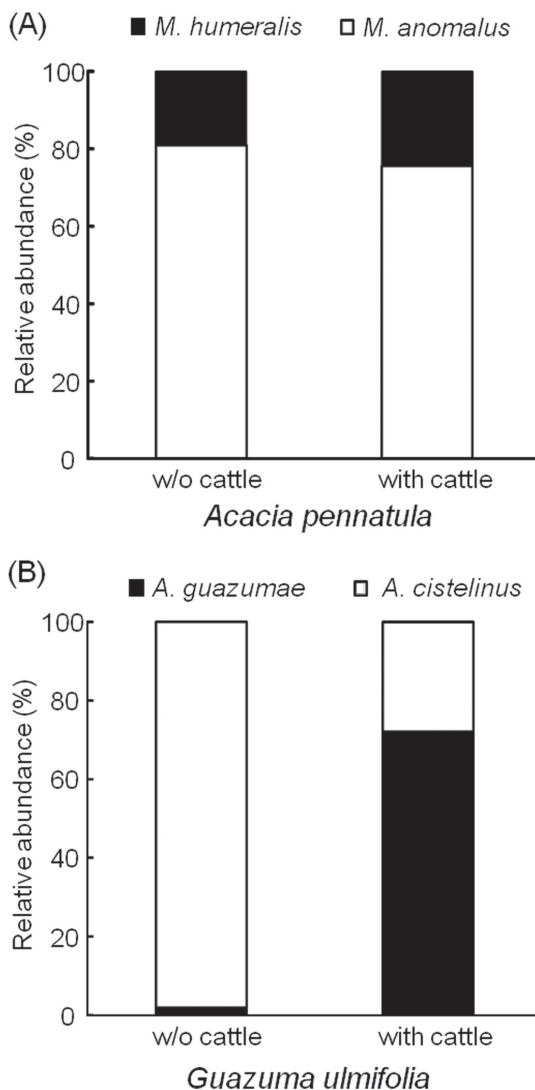 (A)
M. humeralis M. anomalus
Relative abundance (%)
100
80
60
40
20
0
w/o cattle with cattle
Acacia pennatula
(B)
A. guazumae A. cistelinus
Relative abundance (%)
100
80
60
40
20
0
w/o cattle with cattle
Guazuma ulmifolia